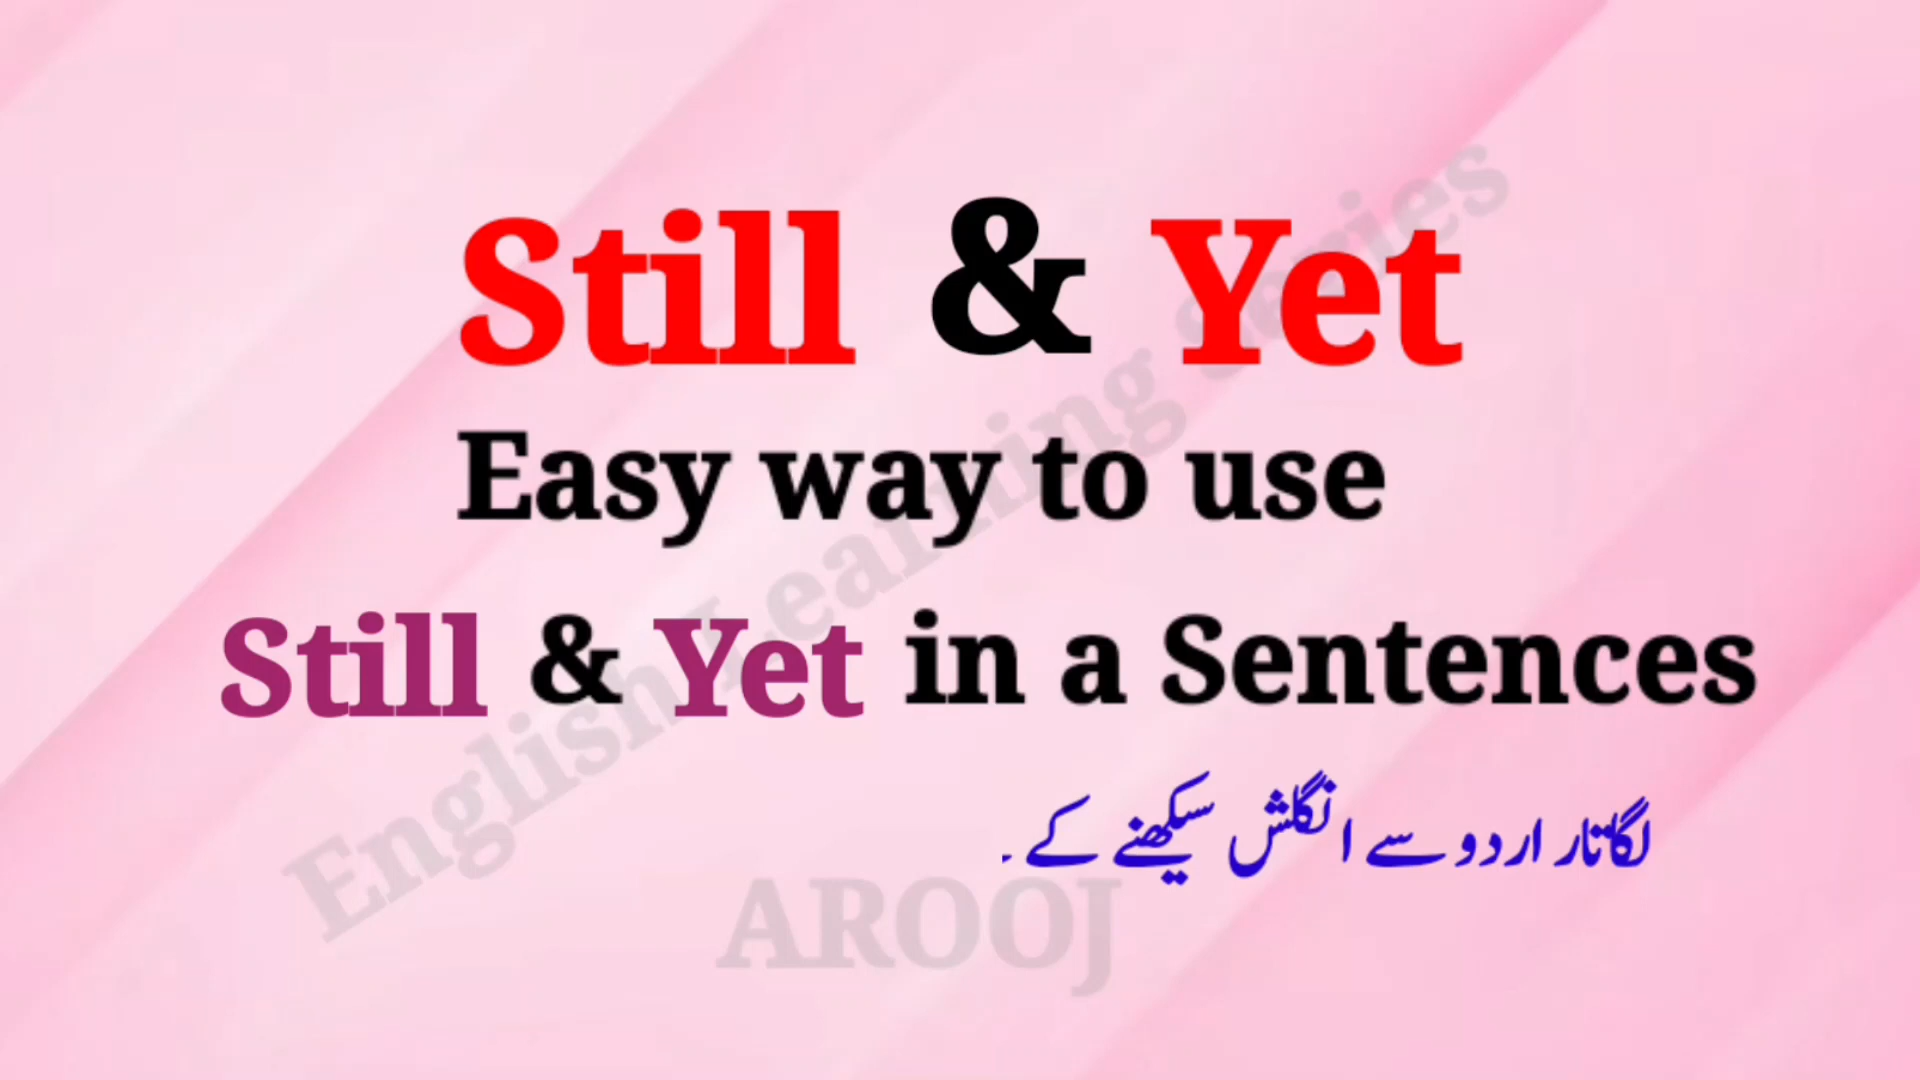 Still & Yet
Easy way to use
Still & Yet in a Sentences
لگاتار اردو سے انگلش سیکھنے کے ۔
English Learning Series
AROOJ